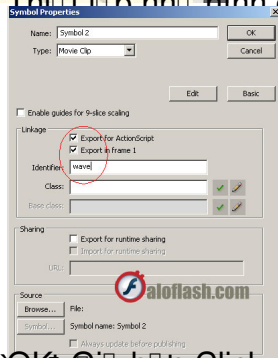 Symbol Properties
Name: Symbol 2
OK
Type: Movie Clip
Cancel
Edit
Basic
Enable guides for 9-slice scaling
Linkage
Export for ActionScript
Export in frame 1
Identifier: wave
Class:
Base class:
Sharing
Export for runtime sharing
Import for runtime sharing
URL:
aloflash.com
Source
Browse... File:
Symbol... Symbol name: Symbol 2
Always update before publishing